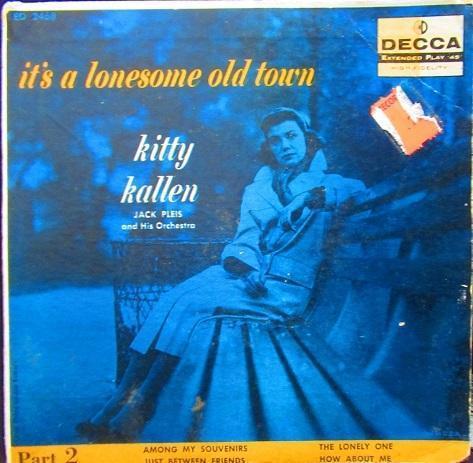 ED 2458
DECCA
EXTENDED PLAY '45'
HIGH-FIDELITY
it's a lonesome old town
kitty
kallen
JACK PLEIS
and His Orchestra
Part 2
AMONG MY SOUVENIRS
JUST BETWEEN FRIENDS
THE LONELY ONE
HOW ABOUT ME